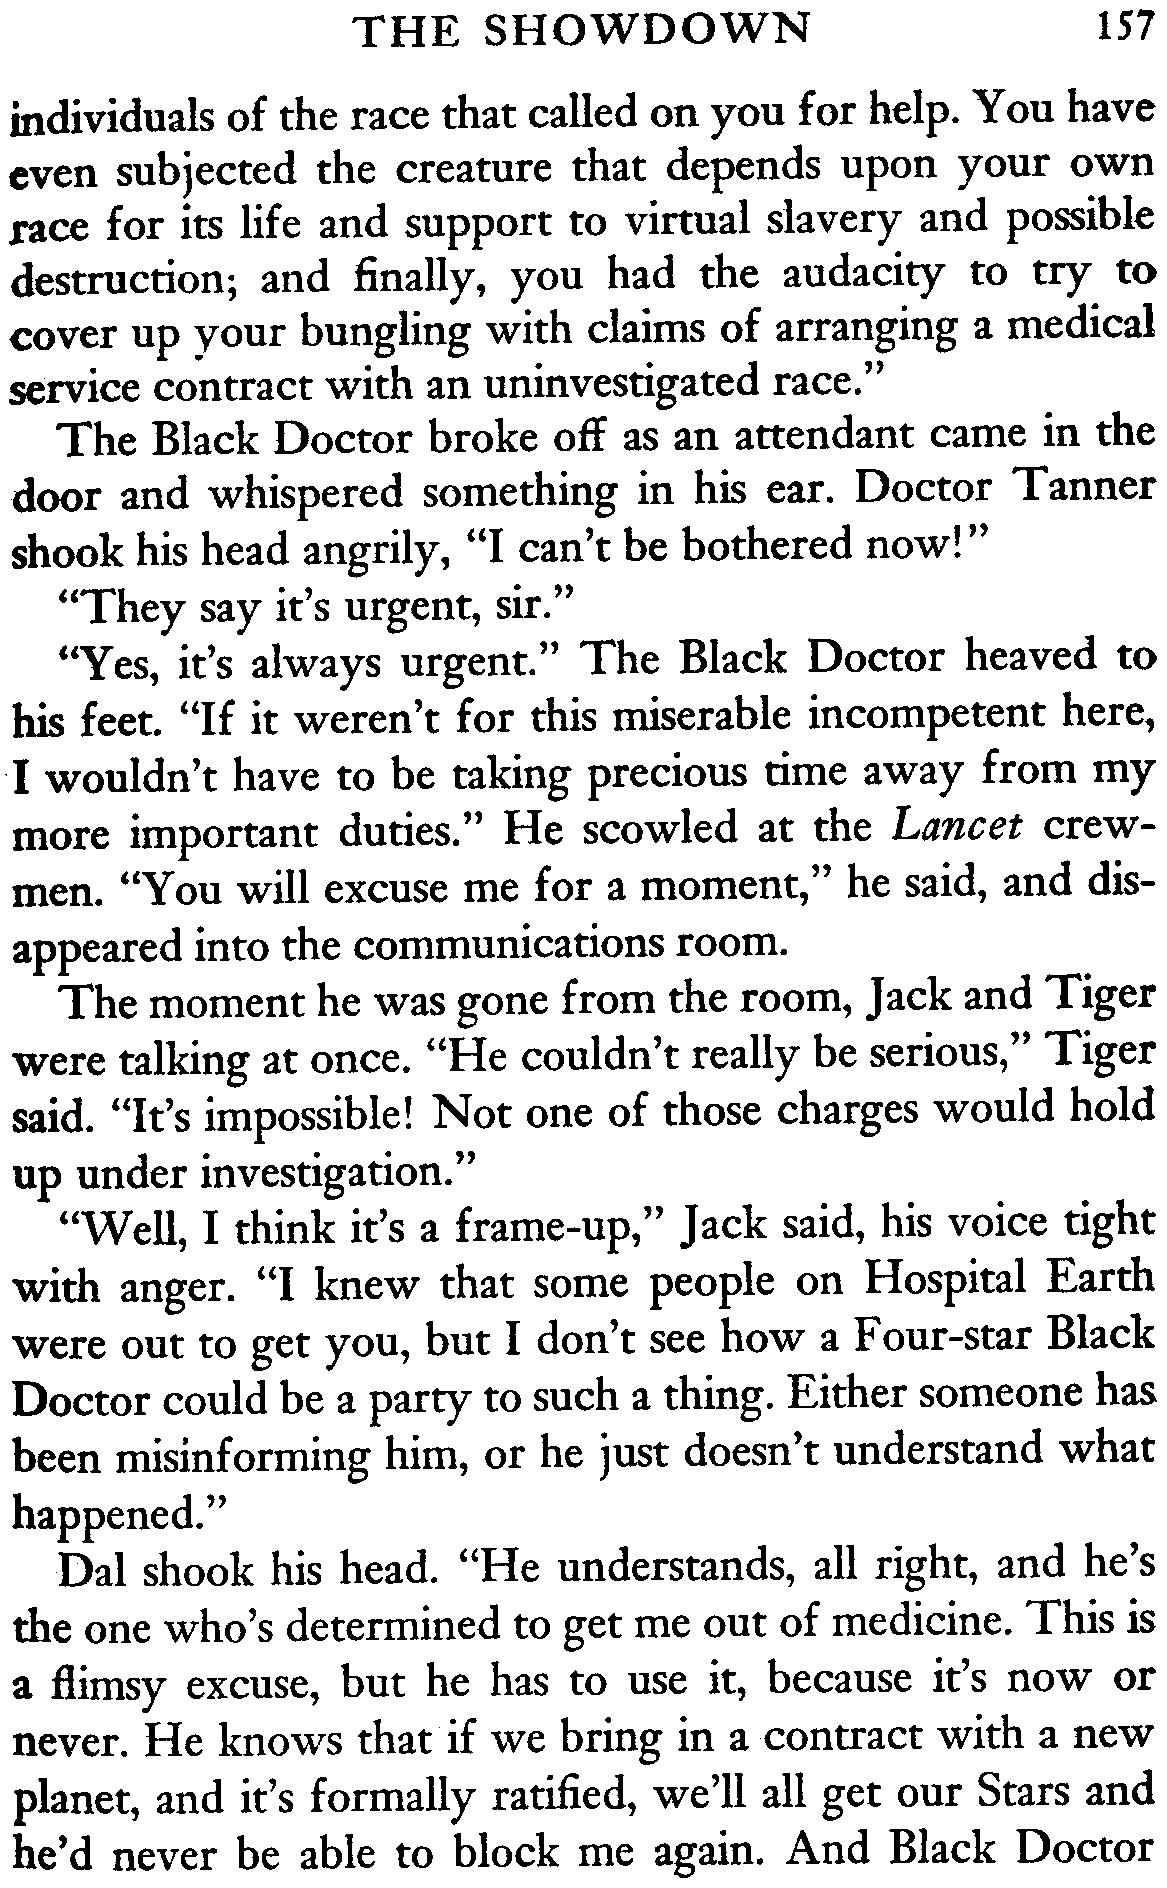 THE SHOWDOWN 157
individuals of the race that called on you for help. You have
even subjected the creature that depends upon your own
race for its life and support to virtual slavery and possible
destruction; and finally, you had the audacity to try to
cover up your bungling with claims of arranging a medical
service contract with an uninvestigated race.”
The Black Doctor broke off as an attendant came in the
door and whispered something in his ear. Doctor Tanner
shook his head angrily, “I can’t be bothered now!”
“They say it’s urgent, sir.”
“Yes, it’s always urgent.” The Black Doctor heaved to
his feet. “If it weren’t for this miserable incompetent here,
I wouldn’t have to be taking precious time away from my
more important duties.” He scowled at the Lancet crew-
men. “You will excuse me for a moment,” he said, and dis-
appeared into the communications room.
The moment he was gone from the room, Jack and Tiger
were talking at once. “He couldn’t really be serious,” Tiger
said. “It’s impossible! Not one of those charges would hold
up under investigation.”
“Well, I think it’s a frame-up,” Jack said, his voice tight
with anger. “I knew that some people on Hospital Earth
were out to get you, but I don’t see how a Four-star Black
Doctor could be a party to such a thing. Either someone has
been misinforming him, or he just doesn’t understand what
happened.”
Dal shook his head. “He understands, all right, and he’s
the one who’s determined to get me out of medicine. This is
a flimsy excuse, but he has to use it, because it’s now or
never. He knows that if we bring in a contract with a new
planet, and it’s formally ratified, we’ll all get our Stars and
he’d never be able to block me again. And Black Doctor